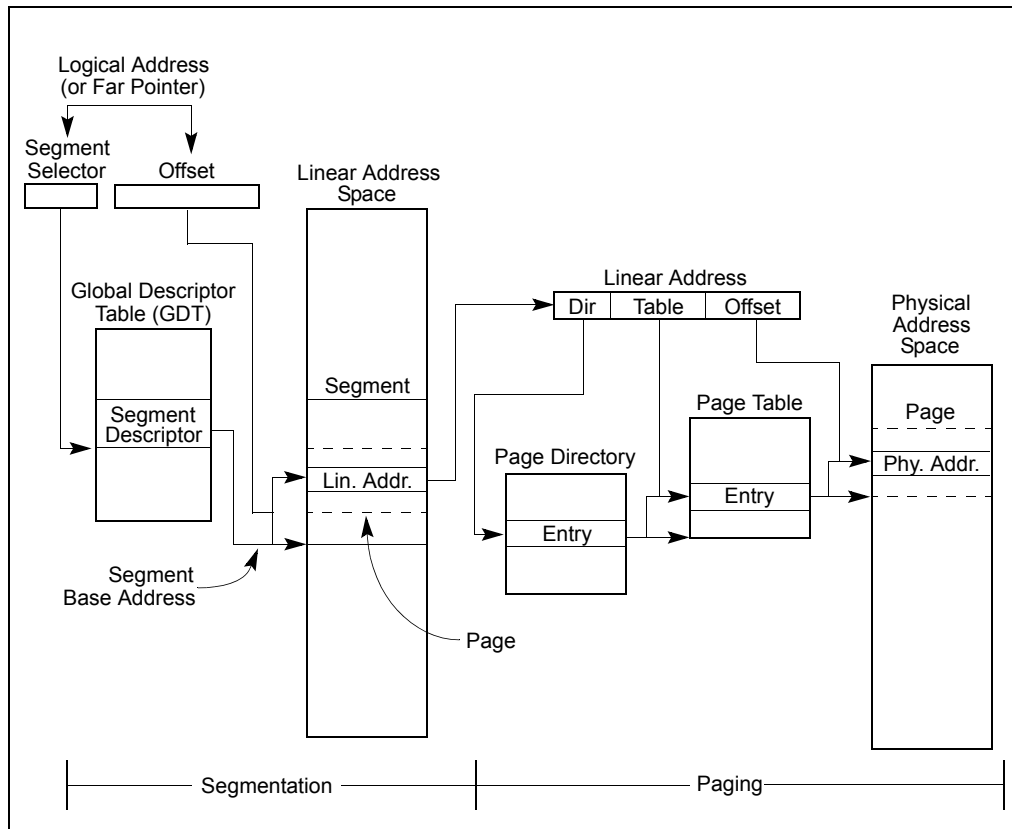 Logical Address
(or Far Pointer)
Segment
Selector
Offset
Linear Address
Space
Global Descriptor
Table (GDT)
Segment
Descriptor
Segment
Lin. Addr.
Segment
Base Address
Page
Linear Address
Dir
Table
Offset
Page Directory
Entry
Page Table
Entry
Physical
Address
Space
Page
Phy. Addr.
Segmentation
Paging